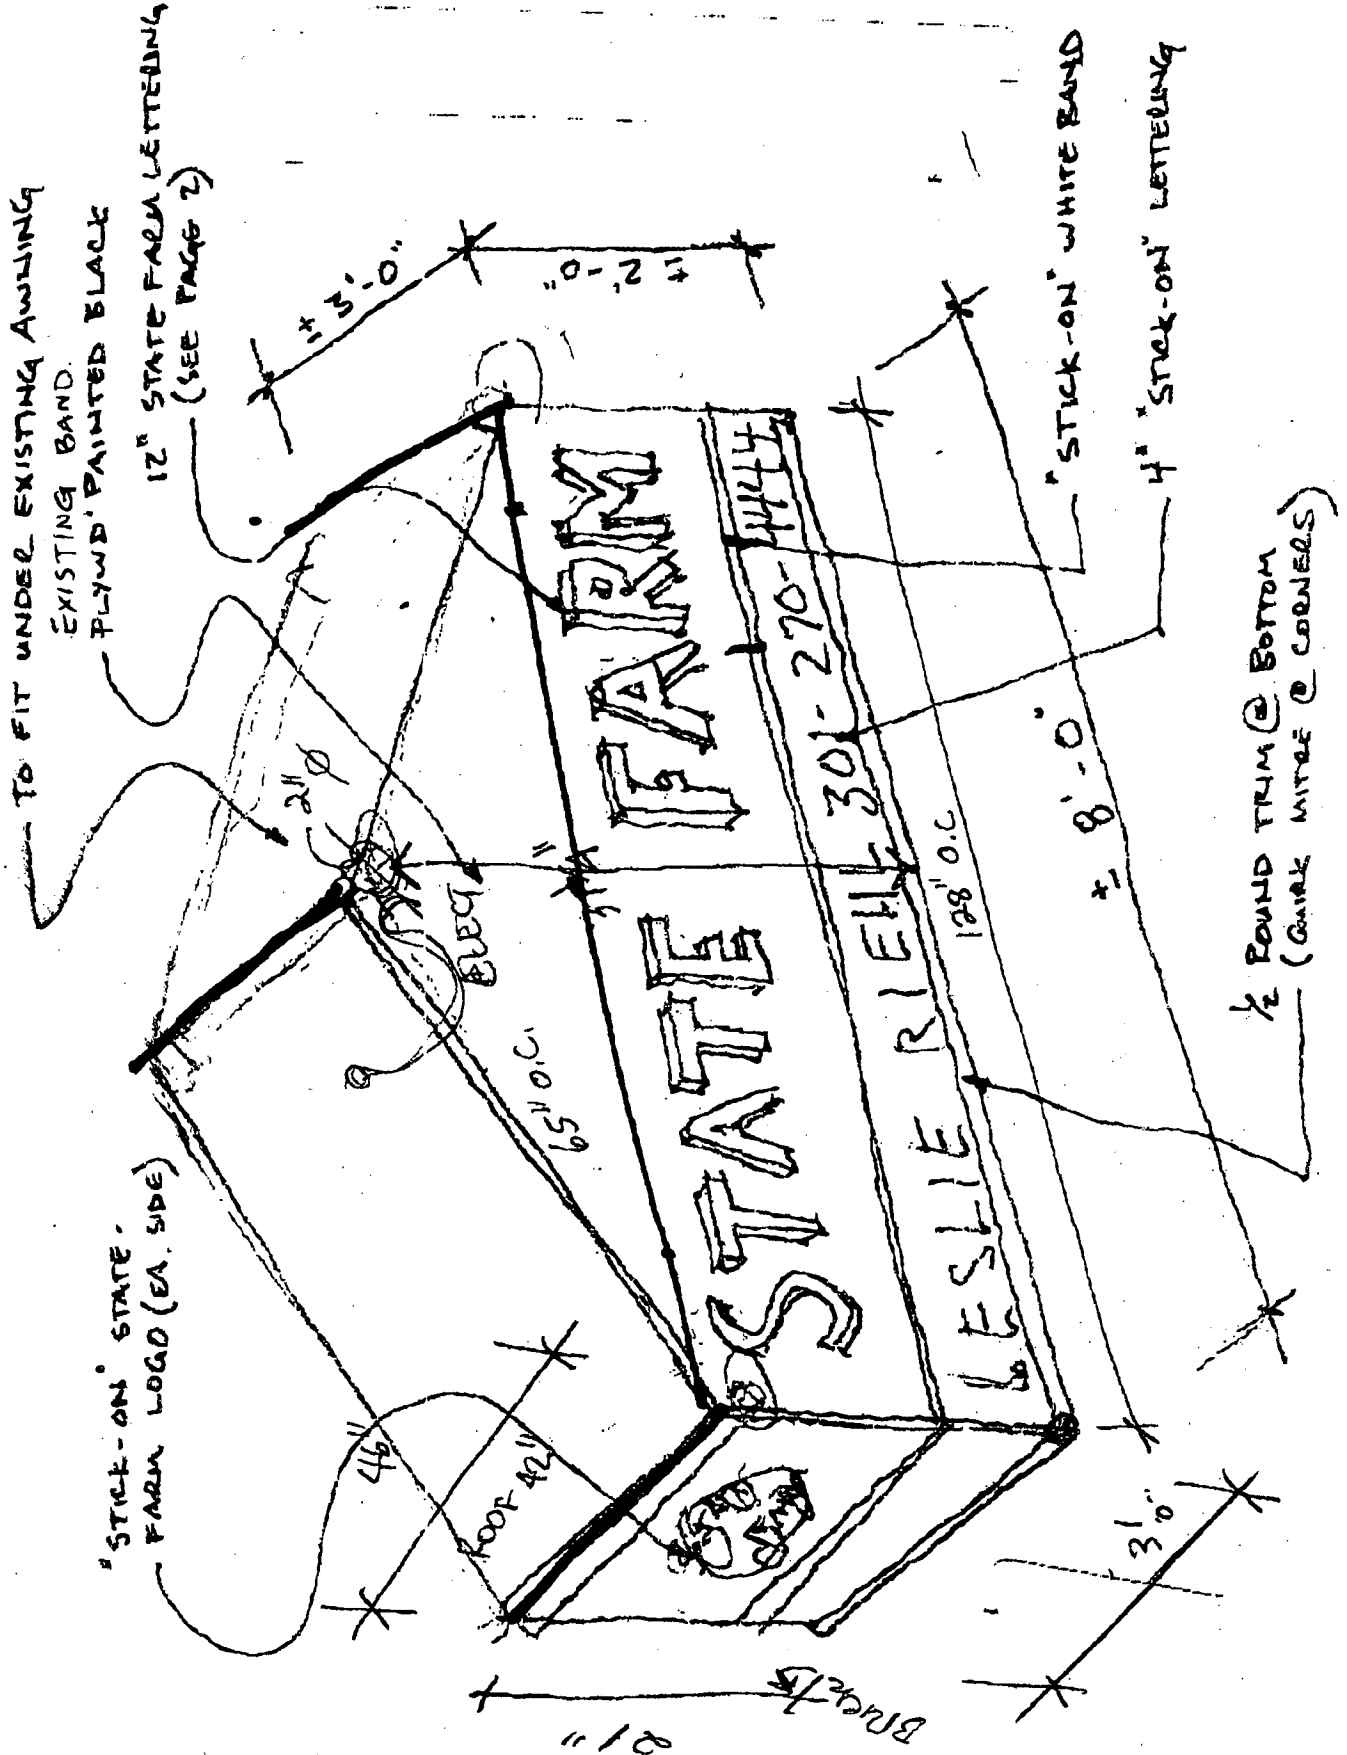 TO FIT UNDER EXISTING AWNING
EXISTING BAND.
PLYWD' PAINTED BLACK
12" STATE FARM LETTERING
(SEE PAGE 2)
"STICK-ON" STATE-
FARM LOGO (EA. SIDE)
46"
ROOF 42"
2" Ø
ELECT
65" O.C.
± 3'-0"
± 2'-0"
STATE FARM
LESLIE RIEHL 301-270-4444
128" O.C.
± 8'-0"
3'0"
21"
"STICK-ON" WHITE BAND
4" "STICK-ON" LETTERING
½ ROUND TRIM @ BOTTOM
(QUIRK MITRE @ CORNERS)